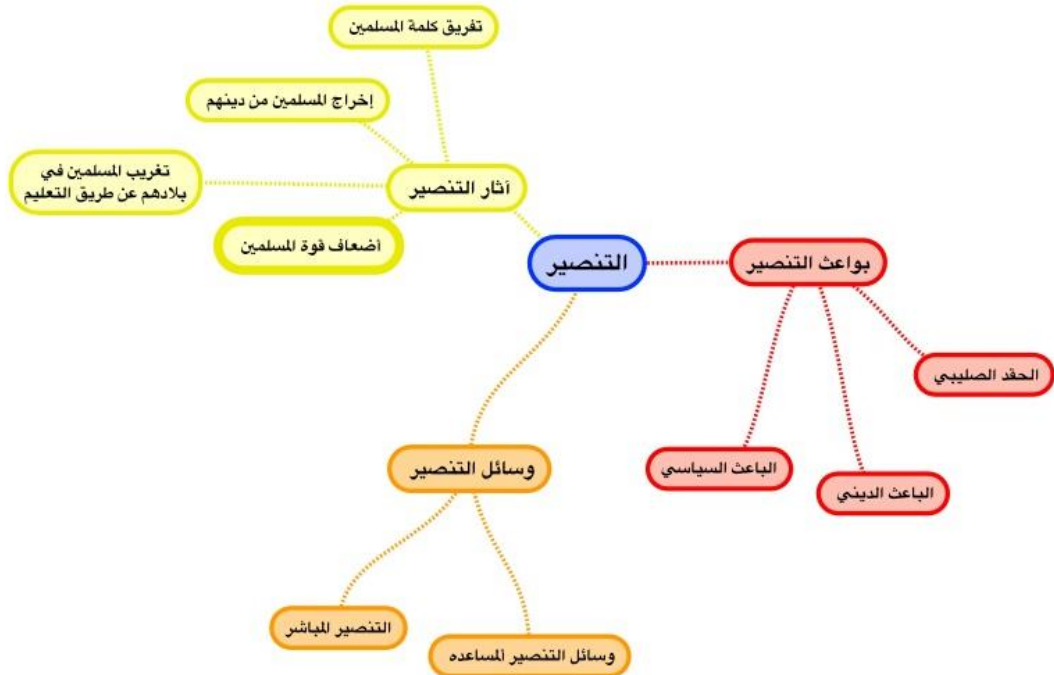 تفريق كلمة المسلمين
إخراج المسلمين من دينهم
تغريب المسلمين في
بلادهم عن طريق التعليم
آثار التنصير
أضعاف قوة المسلمين
التنصير
بواعث التنصير
الحقد الصليبي
الباعث السياسي
الباعث الديني
وسائل التنصير
التنصير المباشر
وسائل التنصير المساعده